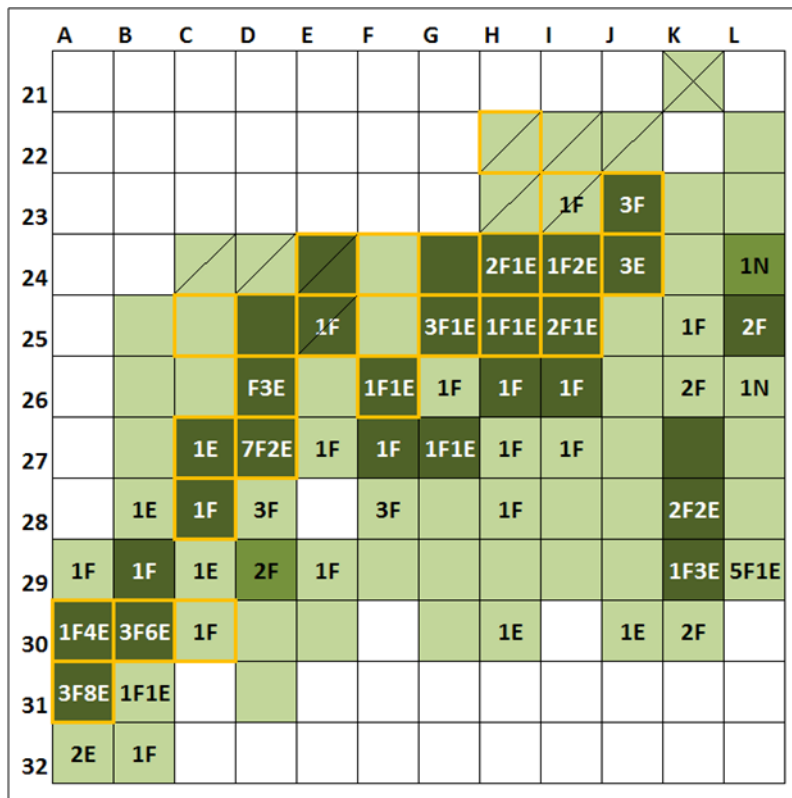 A B C D E F G H I J K L
21
22
23 1F 3F
24 2F1E 1F2E 3E 1N
25 1F 3F1E 1F1E 2F1E 1F 2F
26 F3E 1F1E 1F 1F 1F 2F 1N
27 1E 7F2E 1F 1F 1F1E 1F 1F
28 1E 1F 3F 3F 1F 2F2E
29 1F 1F 1E 2F 1F 1F3E 5F1E
30 1F4E 3F6E 1F 1E 1E 2F
31 3F8E 1F1E
32 2E 1F